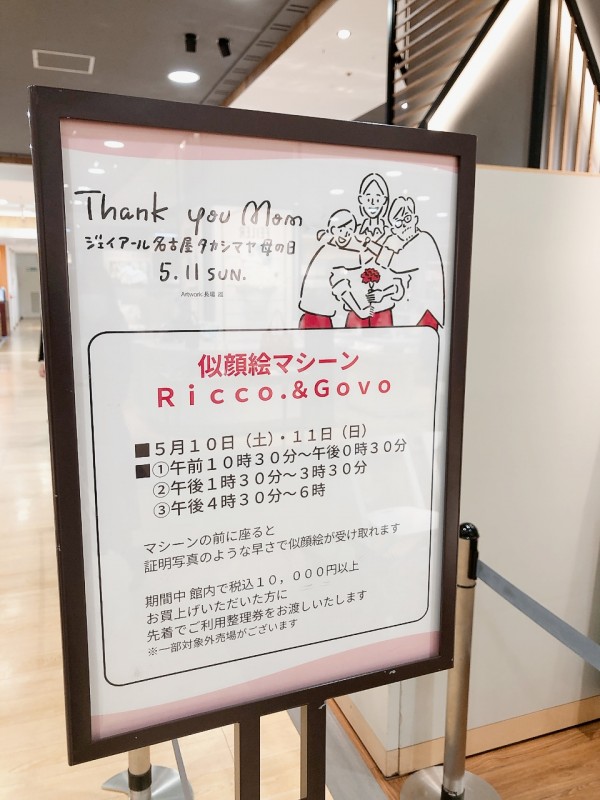 Thank you Mom
ジェイアール名古屋タカシマヤ母の日
5.11 SUN.
Artwork:長場 雄
似顔絵マシーン
Ｒｉｃｃｏ.＆Ｇｏｖｏ
■５月１０日（土）・１１日（日）
■①午前１０時３０分～午後０時３０分
②午後１時３０分～３時３０分
③午後４時３０分～６時
マシーンの前に座ると
証明写真のような早さで似顔絵が受け取れます
期間中 館内で税込１０，０００円以上
お買上げいただいた方に
先着でご利用整理券をお渡しいたします
※一部対象外売場がございます